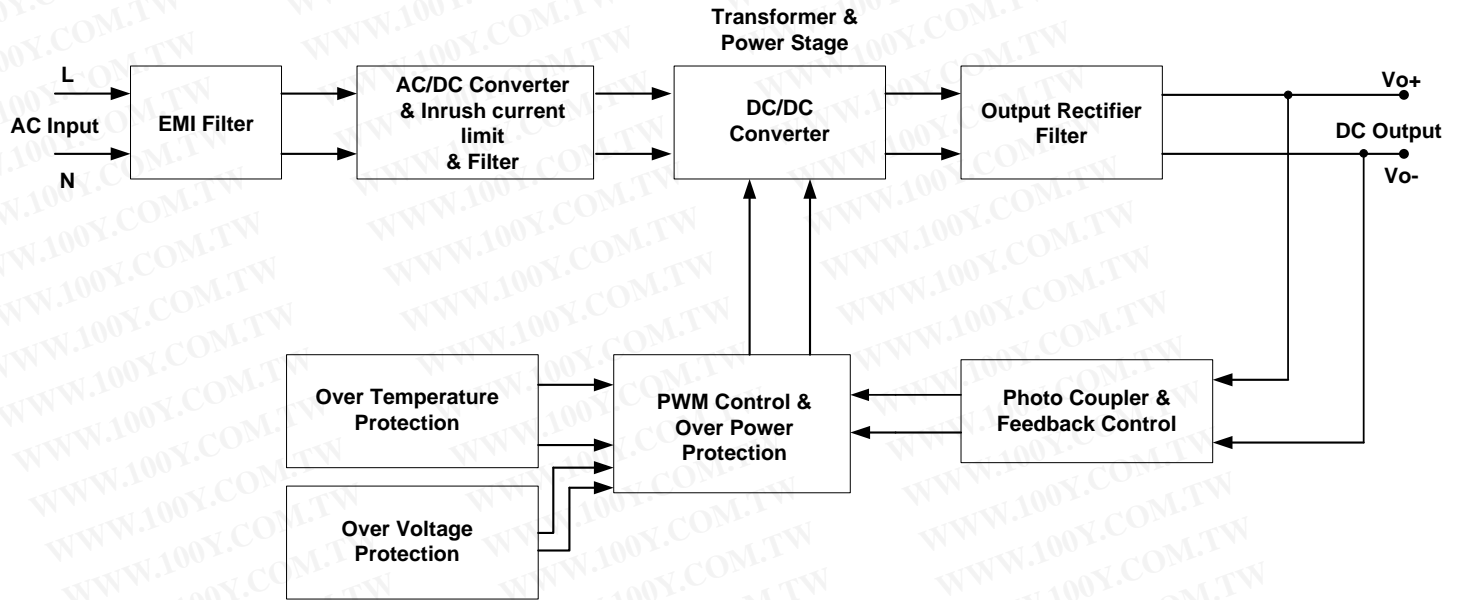 Transformer &
Power Stage
L
AC Input
N
EMI Filter
AC/DC Converter
& Inrush current
limit
& Filter
DC/DC
Converter
Output Rectifier
Filter
Vo+
DC Output
Vo-
Over Temperature
Protection
PWM Control &
Over Power
Protection
Photo Coupler &
Feedback Control
Over Voltage
Protection
WWW.100Y.COM.TW